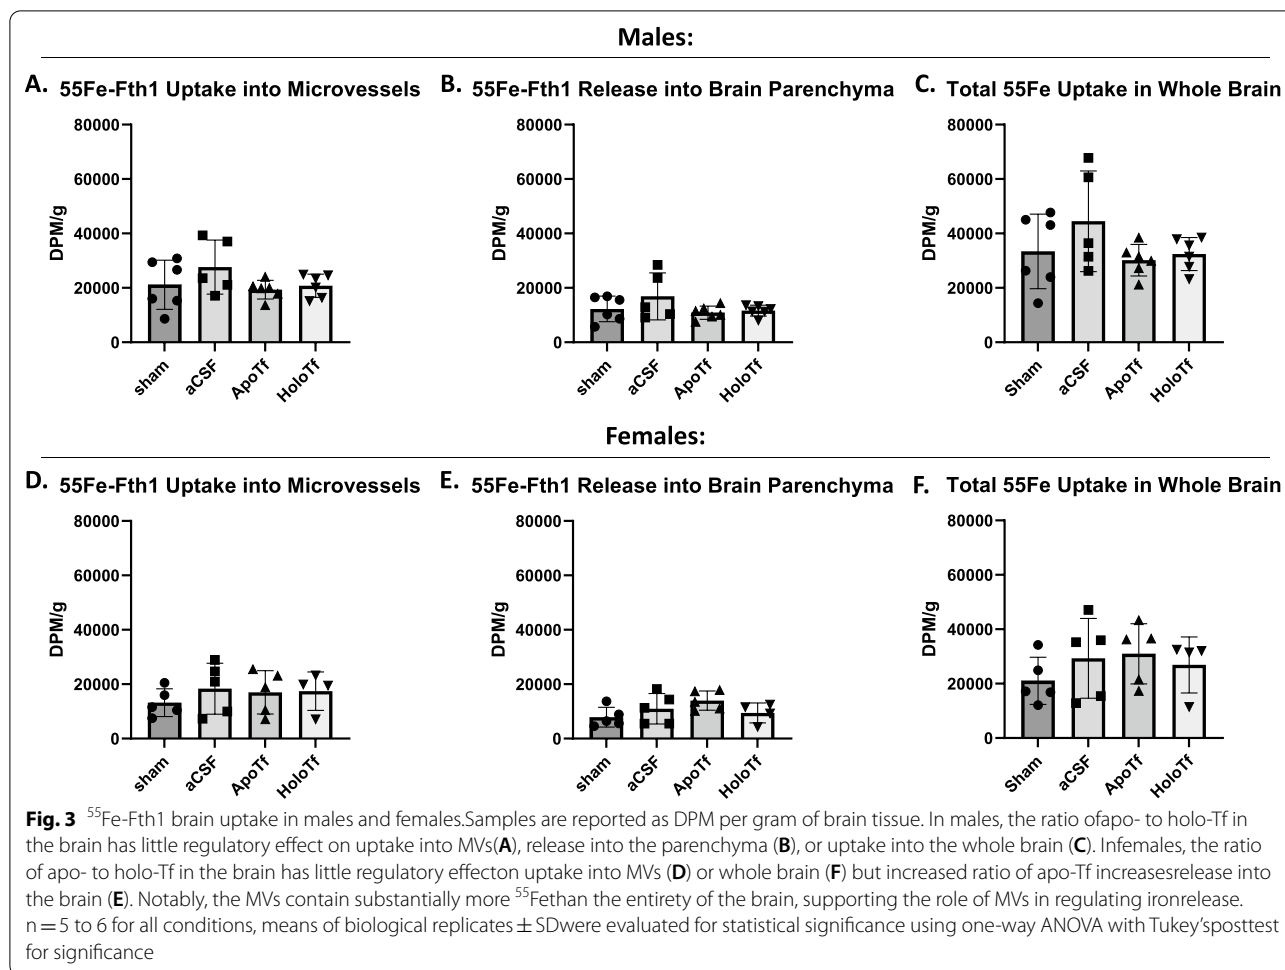 Males:
A. 55Fe-Fth1 Uptake into Microvessels
80000
60000
40000
20000
0
DPM/g
sham
aCSF
ApoTf
HoloTf
B. 55Fe-Fth1 Release into Brain Parenchyma
80000
60000
40000
20000
0
DPM/g
sham
aCSF
ApoTf
HoloTf
C. Total 55Fe Uptake in Whole Brain
80000
60000
40000
20000
0
DPM/g
Sham
aCSF
ApoTf
HoloTf
Females:
D. 55Fe-Fth1 Uptake into Microvessels
80000
60000
40000
20000
0
DPM/g
sham
aCSF
ApoTf
HoloTf
E. 55Fe-Fth1 Release into Brain Parenchyma
80000
60000
40000
20000
0
DPM/g
sham
aCSF
ApoTf
HoloTf
F. Total 55Fe Uptake in Whole Brain
80000
60000
40000
20000
0
DPM/g
Sham
aCSF
ApoTf
HoloTf
Fig. 3 ⁵⁵Fe-Fth1 brain uptake in males and females.Samples are reported as DPM per gram of brain tissue. In males, the ratio ofapo- to holo-Tf in
the brain has little regulatory effect on uptake into MVs(A), release into the parenchyma (B), or uptake into the whole brain (C). Infemales, the ratio
of apo- to holo-Tf in the brain has little regulatory effecton uptake into MVs (D) or whole brain (F) but increased ratio of apo-Tf increasesrelease into
the brain (E). Notably, the MVs contain substantially more ⁵⁵Fethan the entirety of the brain, supporting the role of MVs in regulating ironrelease.
n = 5 to 6 for all conditions, means of biological replicates ± SDwere evaluated for statistical significance using one-way ANOVA with Tukey'sposttest
for significance